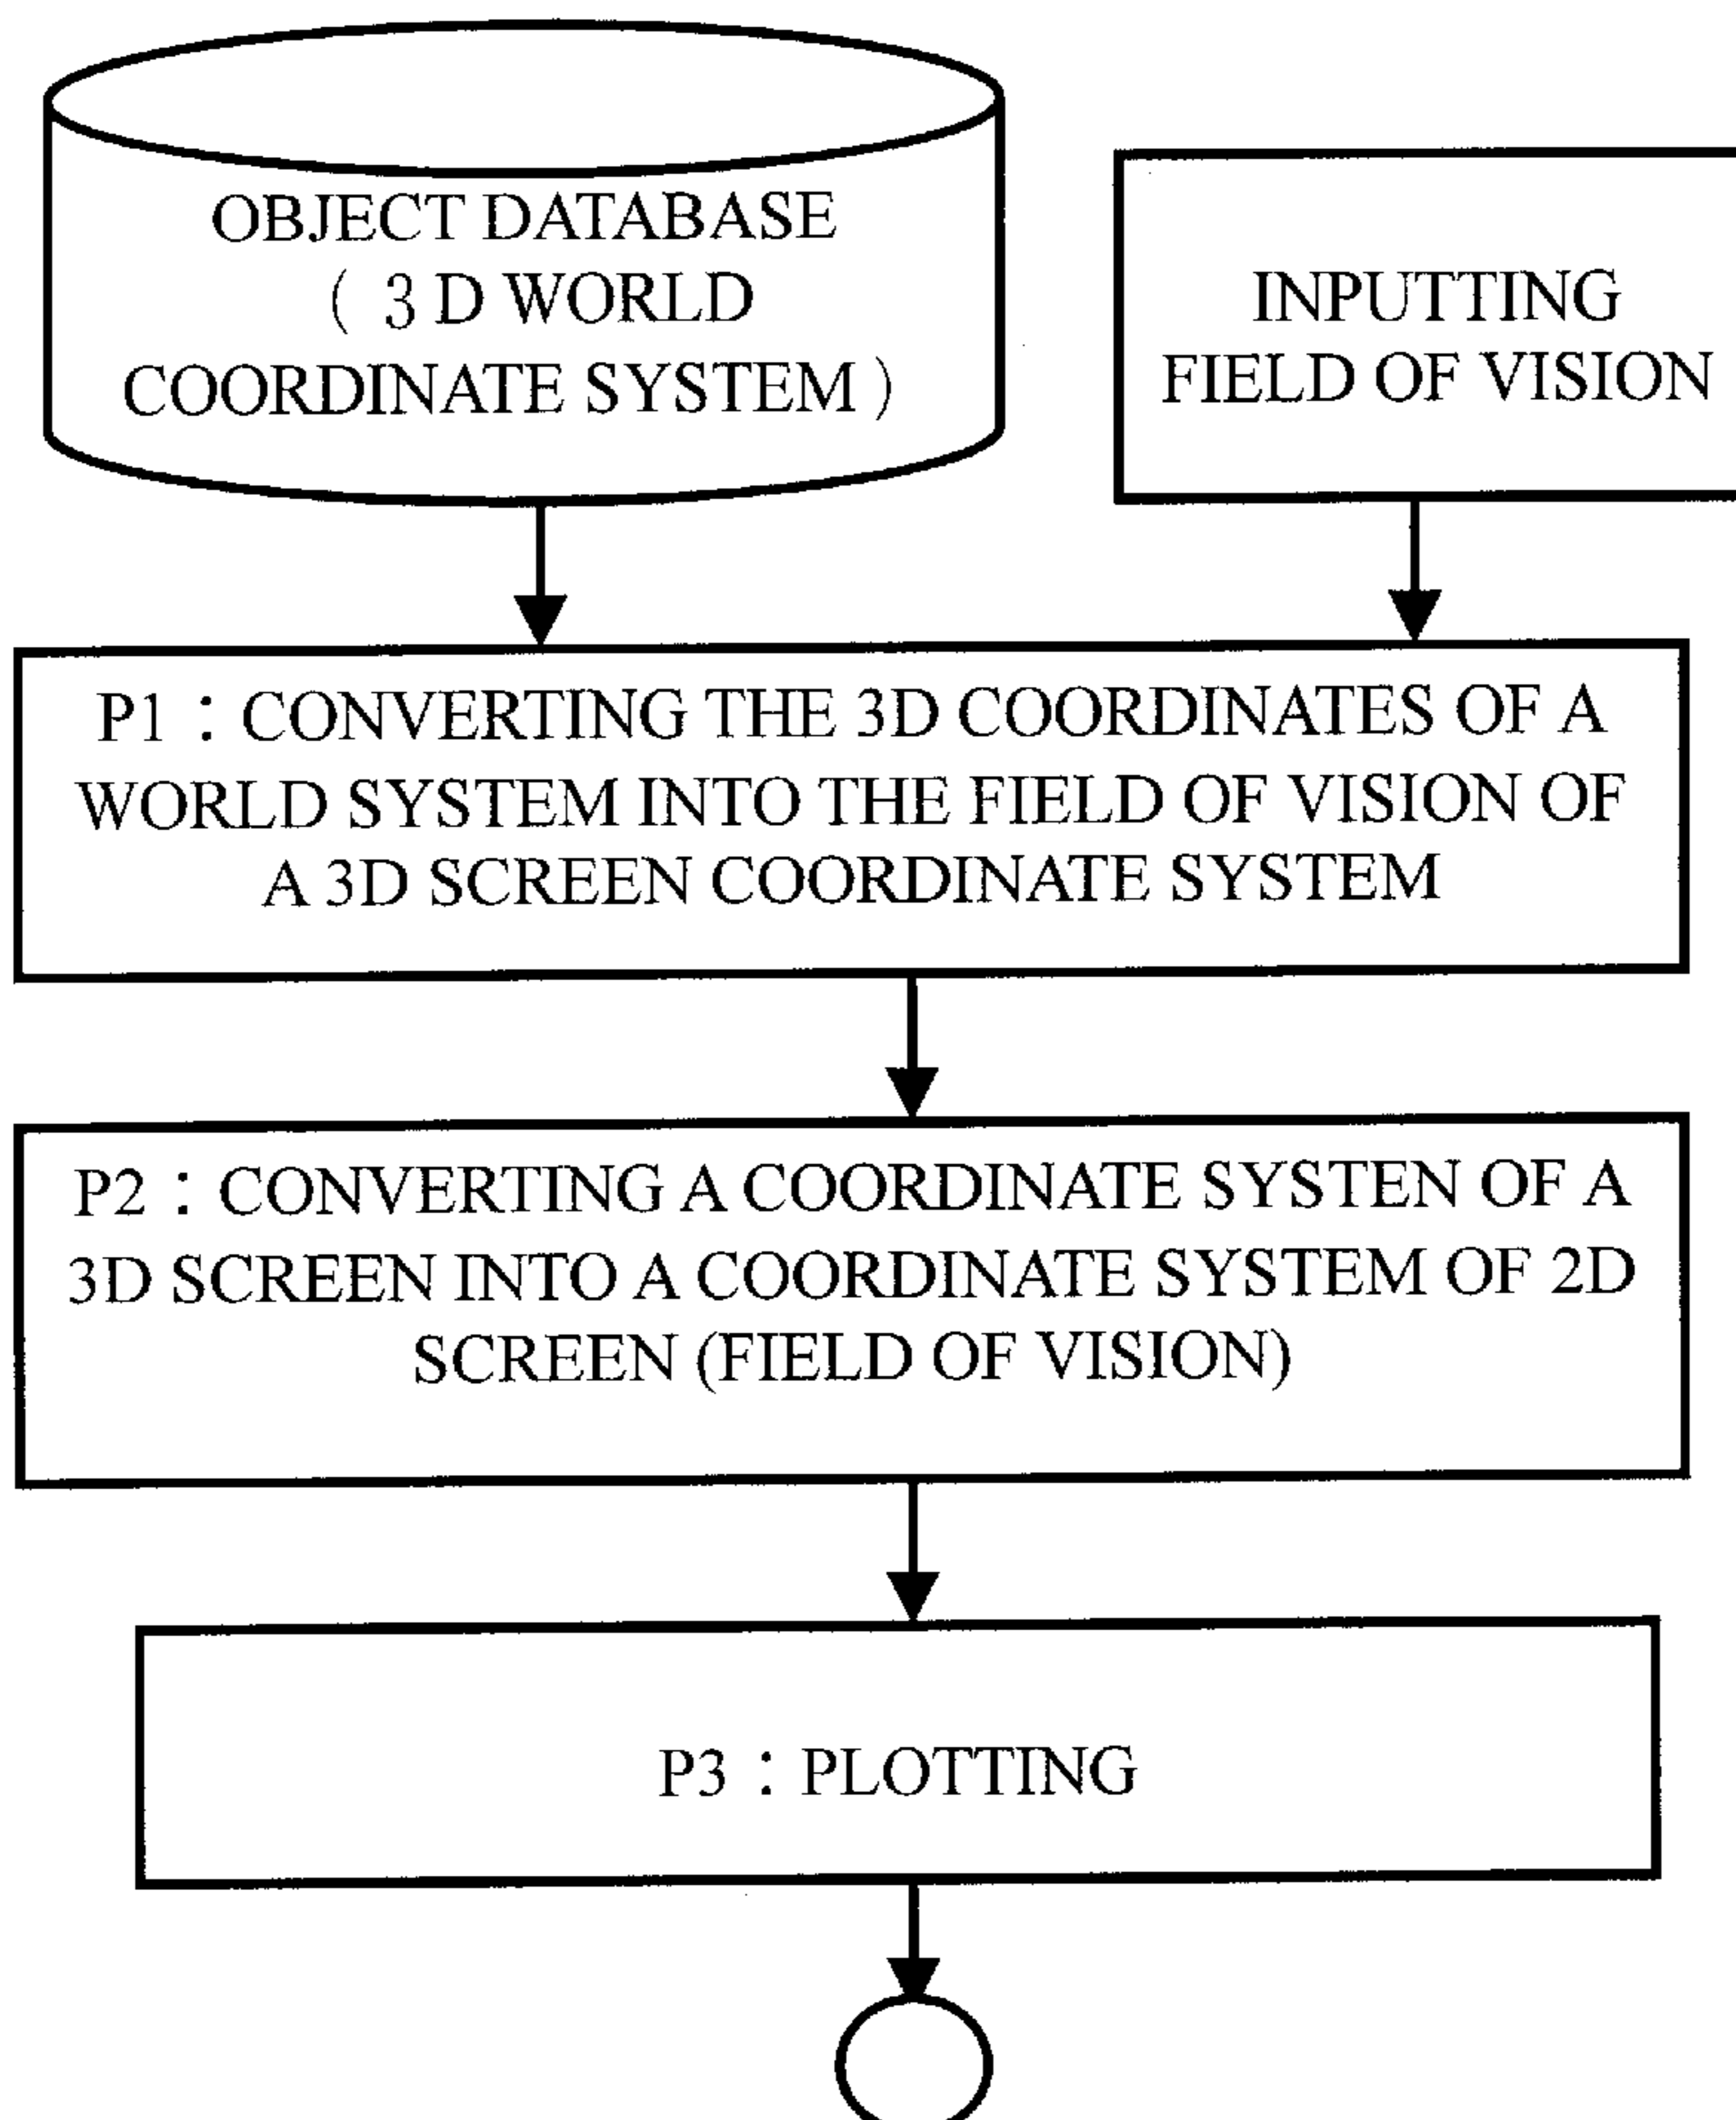 OBJECT DATABASE
( 3 D WORLD
COORDINATE SYSTEM )
INPUTTING
FIELD OF VISION
P1 : CONVERTING THE 3D COORDINATES OF A
WORLD SYSTEM INTO THE FIELD OF VISION OF
A 3D SCREEN COORDINATE SYSTEM
P2 : CONVERTING A COORDINATE SYSTEN OF A
3D SCREEN INTO A COORDINATE SYSTEM OF 2D
SCREEN (FIELD OF VISION)
P3 : PLOTTING